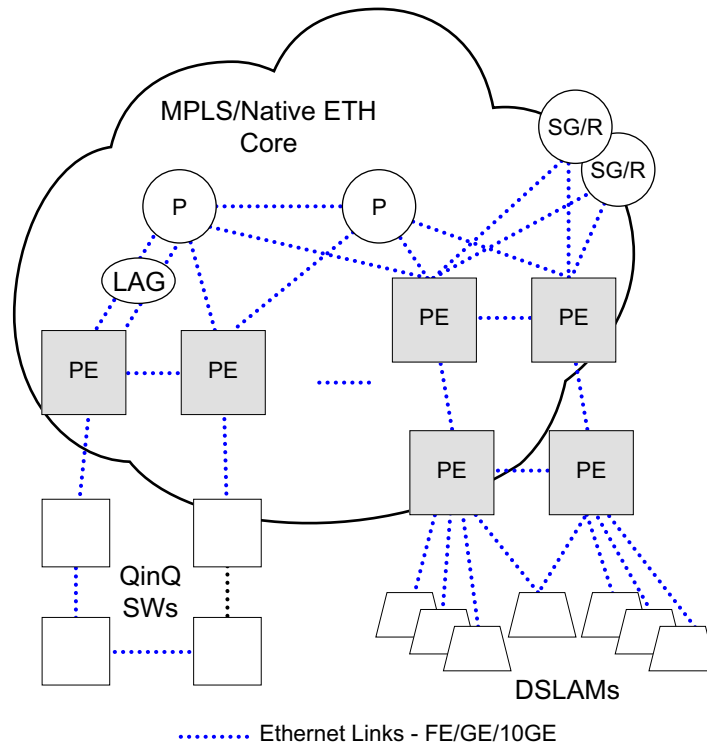 MPLS/Native ETH
Core
SG/R
SG/R
P
P
LAG
PE
PE
PE
PE
PE
PE
QinQ
SWs
DSLAMs
Ethernet Links - FE/GE/10GE